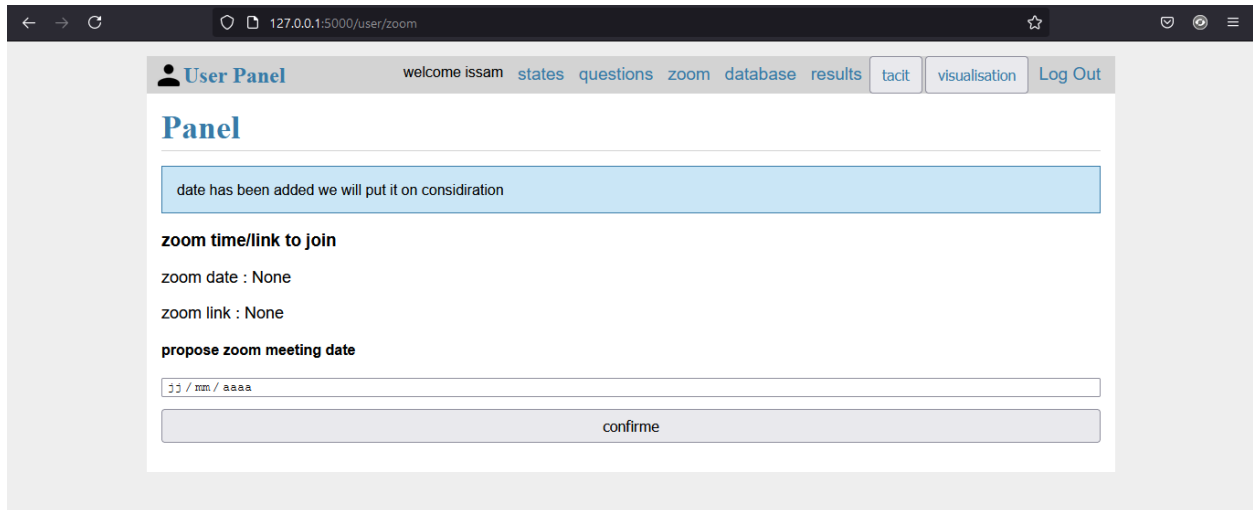 127.0.0.1:5000/user/zoom
User Panel welcome issam states questions zoom database results tacit visualisation Log Out
Panel
date has been added we will put it on considiration
zoom time/link to join
zoom date : None
zoom link : None
propose zoom meeting date
jj / mm / aaaa
confirme